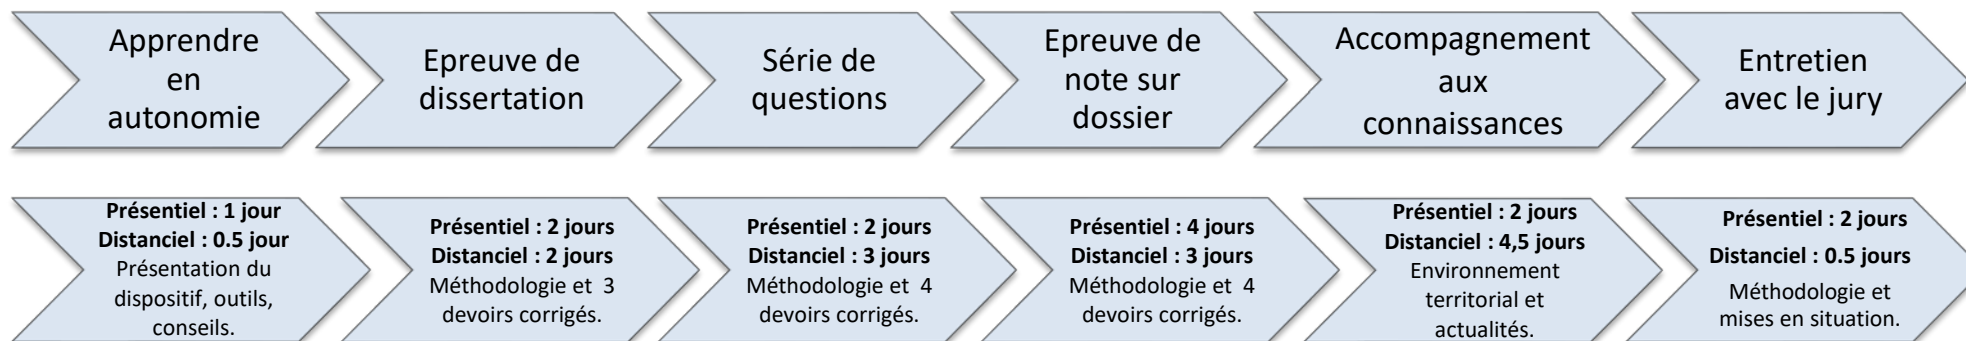 Apprendre
en
autonomie
Epreuve de
dissertation
Série de
questions
Epreuve de
note sur
dossier
Accompagnement
aux
connaissances
Entretien
avec le jury
Présentiel : 1 jour
Distanciel : 0.5 jour
Présentation du
dispositif, outils,
conseils.
Présentiel : 2 jours
Distanciel : 2 jours
Méthodologie et 3
devoirs corrigés.
Présentiel : 2 jours
Distanciel : 3 jours
Méthodologie et 4
devoirs corrigés.
Présentiel : 4 jours
Distanciel : 3 jours
Méthodologie et 4
devoirs corrigés.
Présentiel : 2 jours
Distanciel : 4,5 jours
Environnement
territorial et
actualités.
Présentiel : 2 jours
Distanciel : 0.5 jours
Méthodologie et
mises en situation.